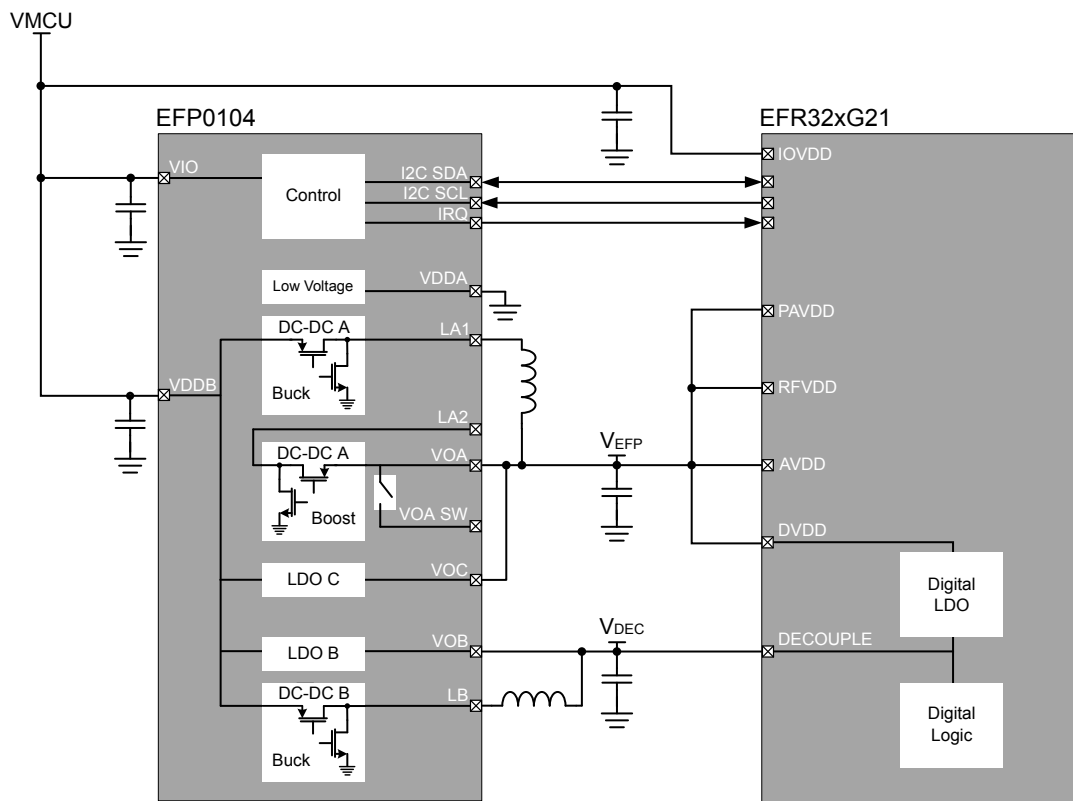 VMCU
EFP0104
EFR32xG21
VIO
Control
I2C SDA
I2C SCL
IRQ
IOVDD
Low Voltage
VDDA
DC-DC A
Buck
LA1
PAVDD
VDDB
RFVDD
LA2
DC-DC A
Boost
VOA
VEFP
AVDD
VOA SW
DVDD
LDO C
VOC
Digital
LDO
LDO B
VOB
VDEC
DECOUPLE
DC-DC B
Buck
LB
Digital
Logic